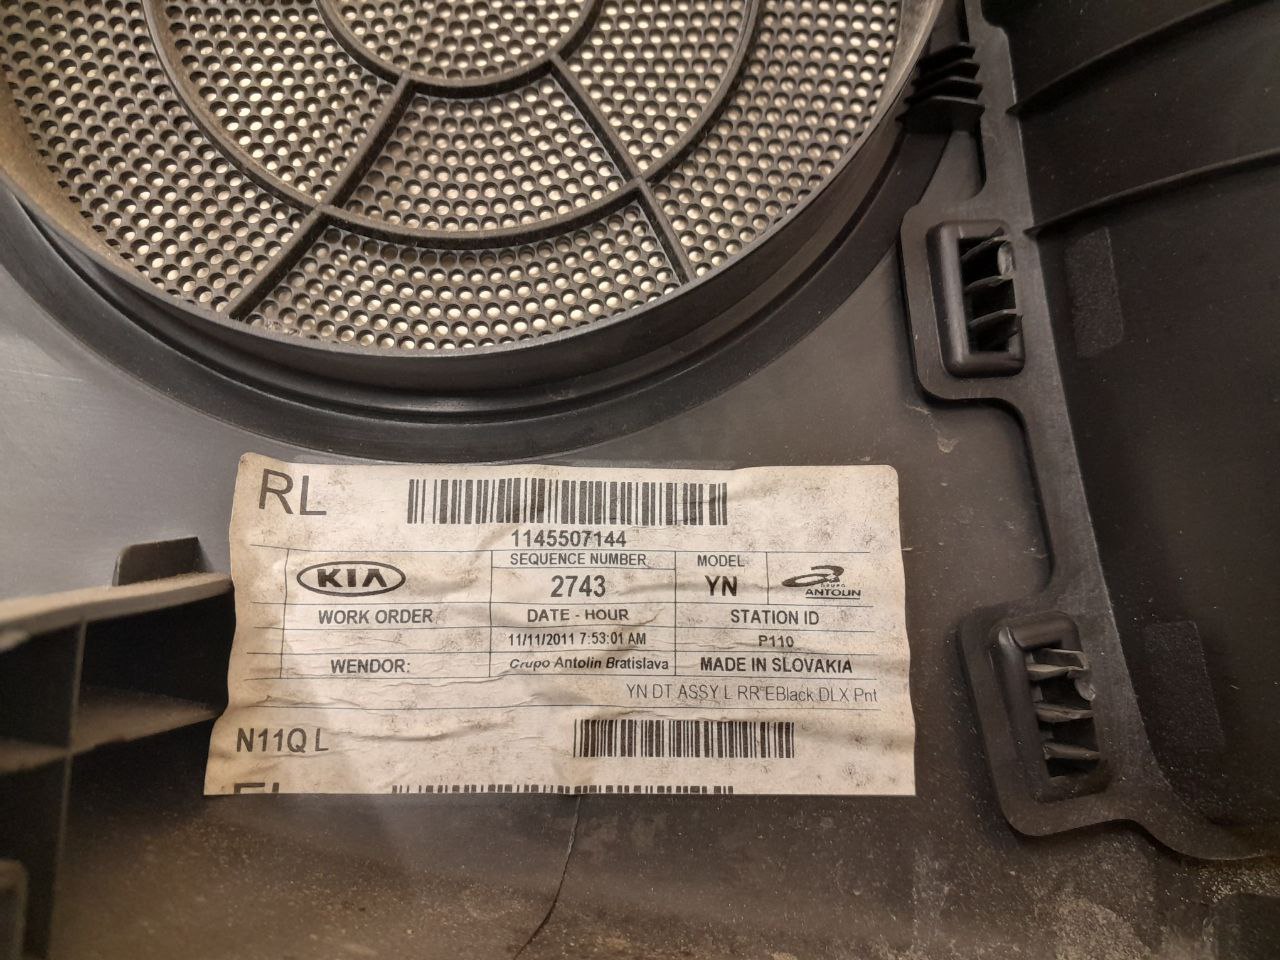 RL
1145507144
KIA
SEQUENCE NUMBER
2743
MODEL
YN
GRUPO
ANTOLIN
WORK ORDER
DATE - HOUR
STATION ID
11/11/2011 7:53:01 AM
P110
WENDOR:
Grupo Antolin Bratislava
MADE IN SLOVAKIA
YN DT ASSY L RR EBlack DLX Pnt
N11Q L